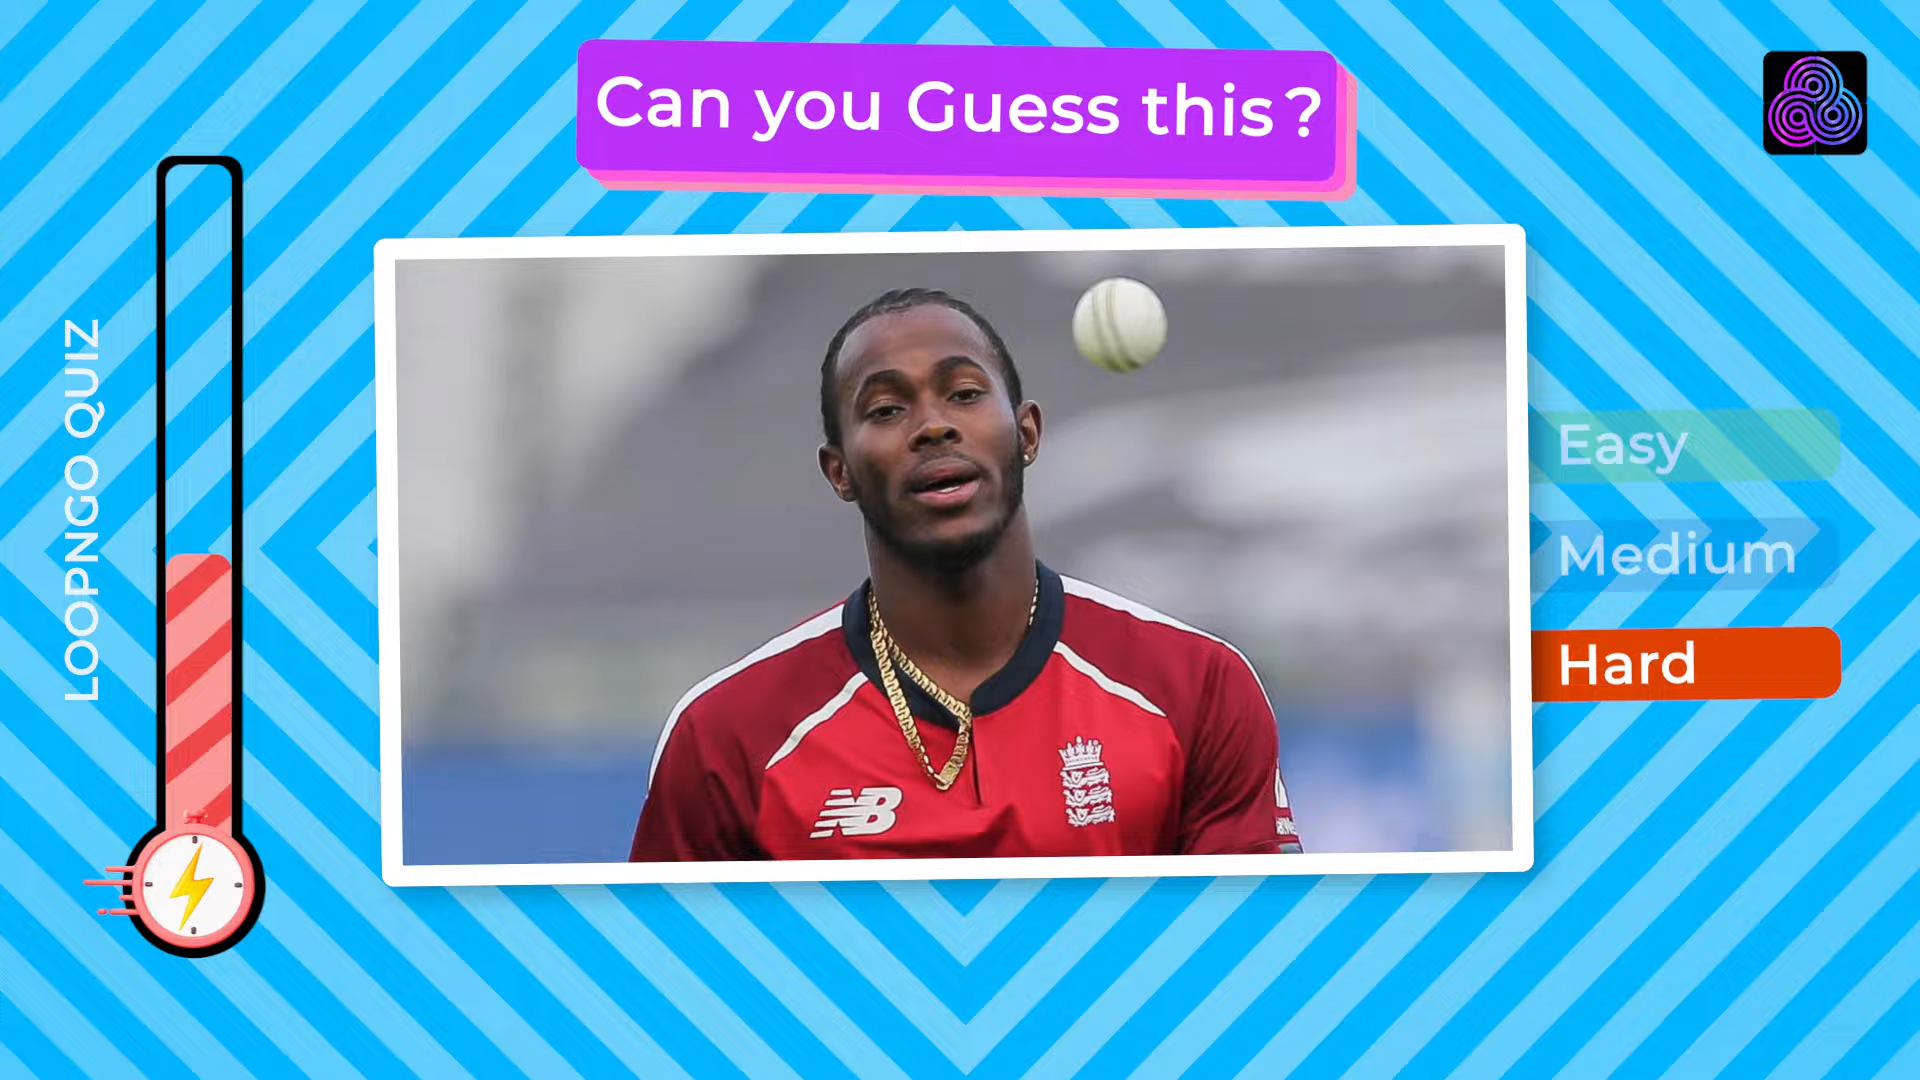 Can you Guess this?
LOOPNGO QUIZ
Easy
Medium
Hard
NB